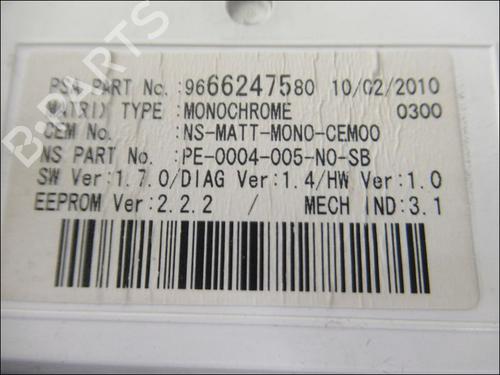 PSA PART No. :9666247580 10/02/2010
MATRIX TYPE :MONOCHROME 0300
CEM No. :NS-MATT-MONO-CEM00
NS PART No. :PE-0004-005-NO-SB
SW Ver:1.7.0/DIAG Ver:1.4/HW Ver:1.0
EEPROM Ver:2.2.2 / MECH IND:3.1
B-PARTS